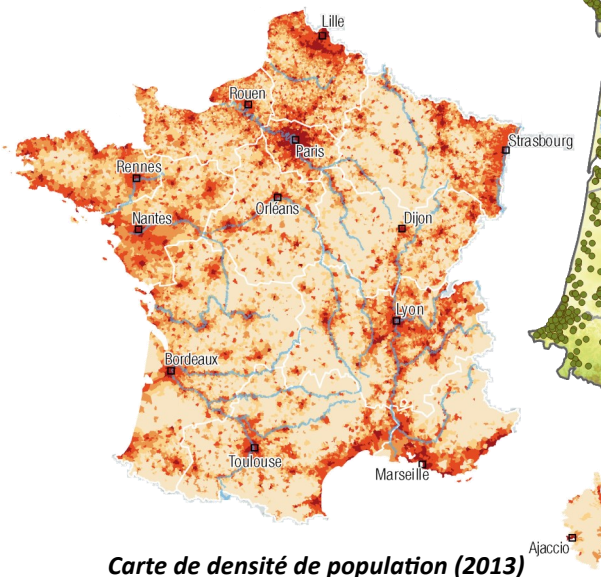 Lille
Rouen
Paris
Strasbourg
Rennes
Orléans
Nantes
Dijon
Lyon
Bordeaux
Toulouse
Marseille
Ajaccio
Carte de densité de population (2013)